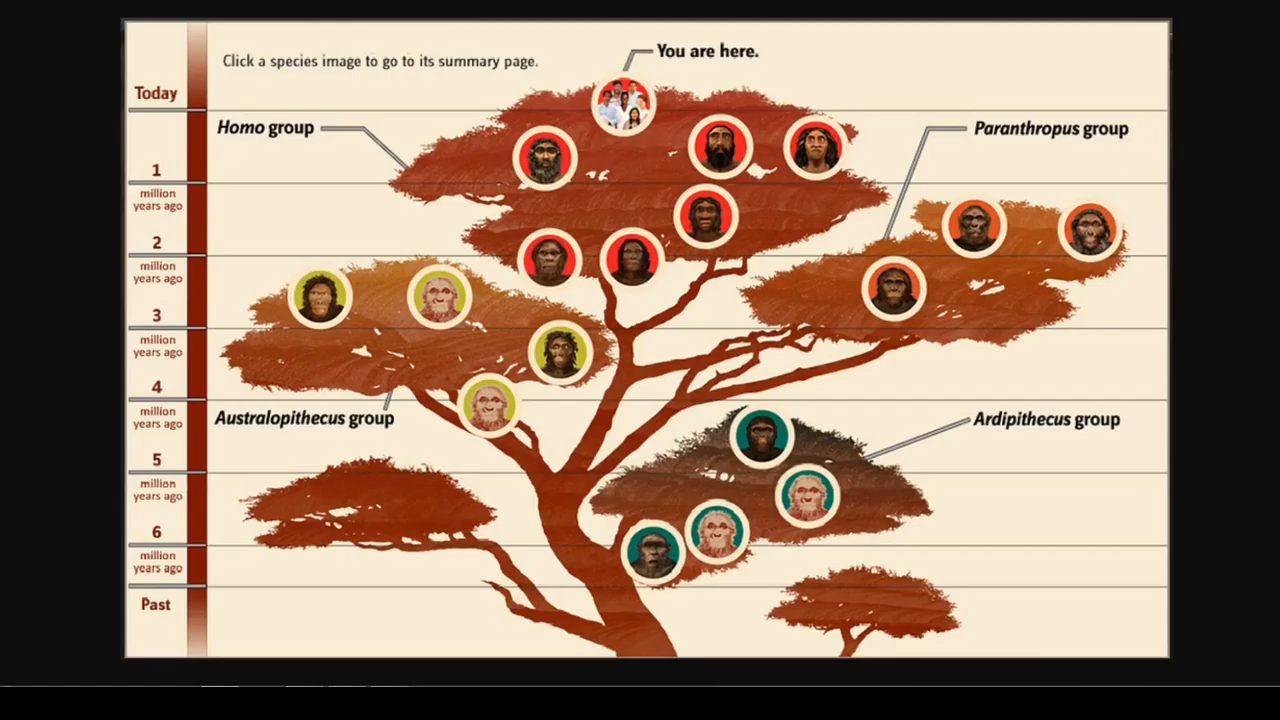 You are here.
Click a species image to go to its summary page.
Today
Homo group
Paranthropus group
1
million
years ago
2
million
years ago
3
million
years ago
4
million
years ago
Australopithecus group
Ardipithecus group
5
million
years ago
6
million
years ago
Past